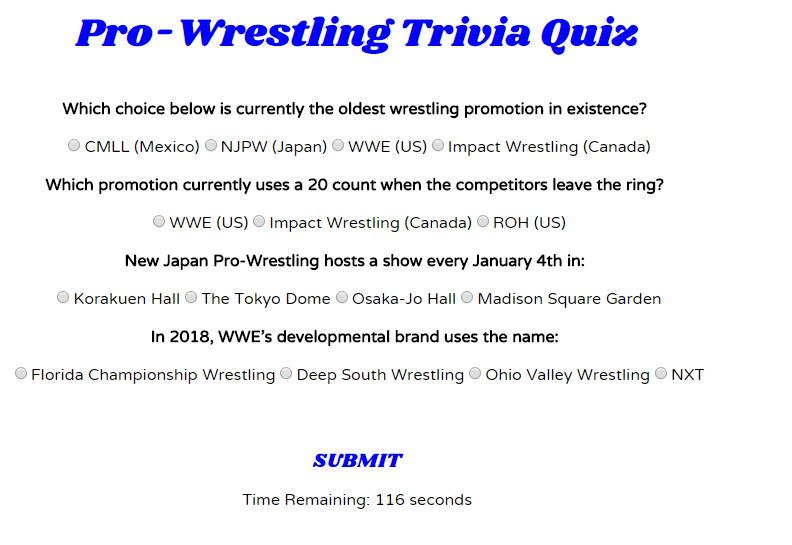 Pro-Wrestling Trivia Quiz
Which choice below is currently the oldest wrestling promotion in existence?
CMLL (Mexico) NJPW (Japan) WWE (US) Impact Wrestling (Canada)
Which promotion currently uses a 20 count when the competitors leave the ring?
WWE (US) Impact Wrestling (Canada) ROH (US)
New Japan Pro-Wrestling hosts a show every January 4th in:
Korakuen Hall The Tokyo Dome Osaka-Jo Hall Madison Square Garden
In 2018, WWE's developmental brand uses the name:
Florida Championship Wrestling Deep South Wrestling Ohio Valley Wrestling NXT
SUBMIT
Time Remaining: 116 seconds